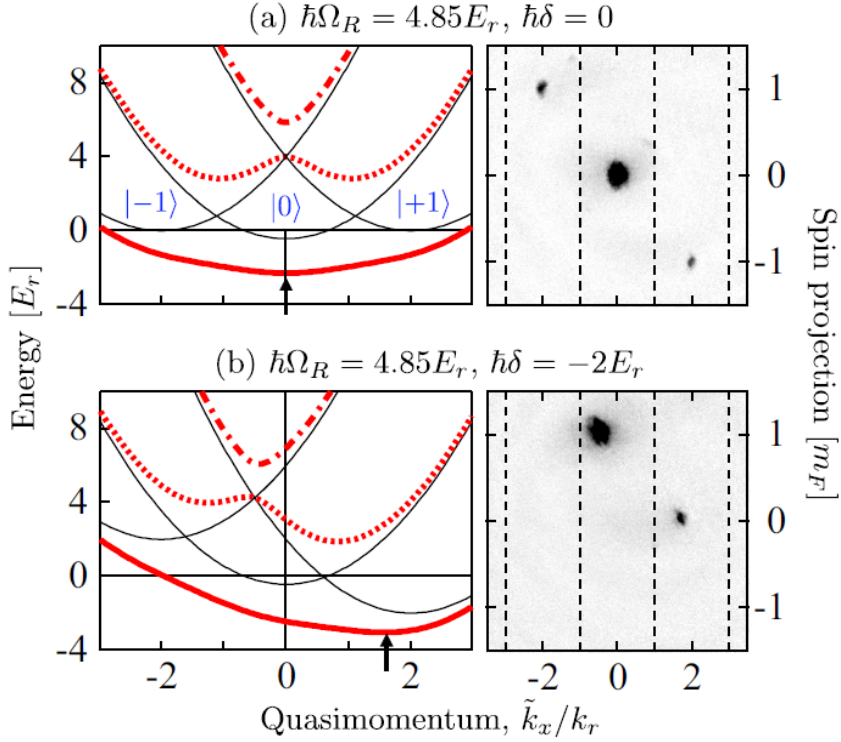 (a) ℏΩ_R = 4.85E_r, ℏδ = 0
8
4
0
-4
|−1⟩ |0⟩ |+1⟩
1
0
-1
(b) ℏΩ_R = 4.85E_r, ℏδ = −2E_r
8
4
0
-4
1
0
-1
-2 0 2 -2 0 2
Quasimomentum, k̃_x/k_r
Energy [E_r]
Spin projection [m_F]